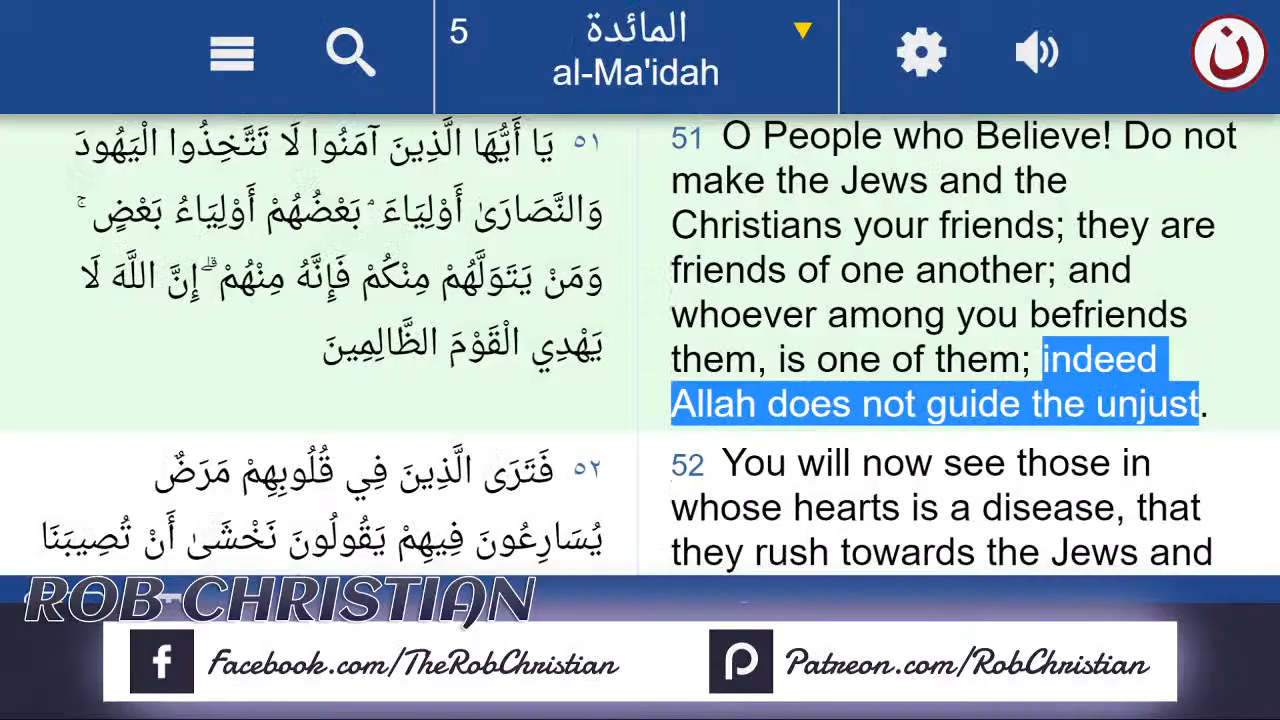 5
المائدة
al-Ma'idah
ن
٥١ يَا أَيُّهَا الَّذِينَ آمَنُوا لَا تَتَّخِذُوا الْيَهُودَ
وَالنَّصَارَىٰ أَوْلِيَاءَ ۘ بَعْضُهُمْ أَوْلِيَاءُ بَعْضٍ ۚ
وَمَنْ يَتَوَلَّهُمْ مِنْكُمْ فَإِنَّهُ مِنْهُمْ ۗ إِنَّ اللَّهَ لَا
يَهْدِي الْقَوْمَ الظَّالِمِينَ
51 O People who Believe! Do not
make the Jews and the
Christians your friends; they are
friends of one another; and
whoever among you befriends
them, is one of them; indeed
Allah does not guide the unjust.
٥٢ فَتَرَى الَّذِينَ فِي قُلُوبِهِمْ مَرَضٌ
يُسَارِعُونَ فِيهِمْ يَقُولُونَ نَخْشَىٰ أَنْ تُصِيبَنَا
52 You will now see those in
whose hearts is a disease, that
they rush towards the Jews and
ROB CHRISTIAN
Facebook.com/TheRobChristian
Patreon.com/RobChristian